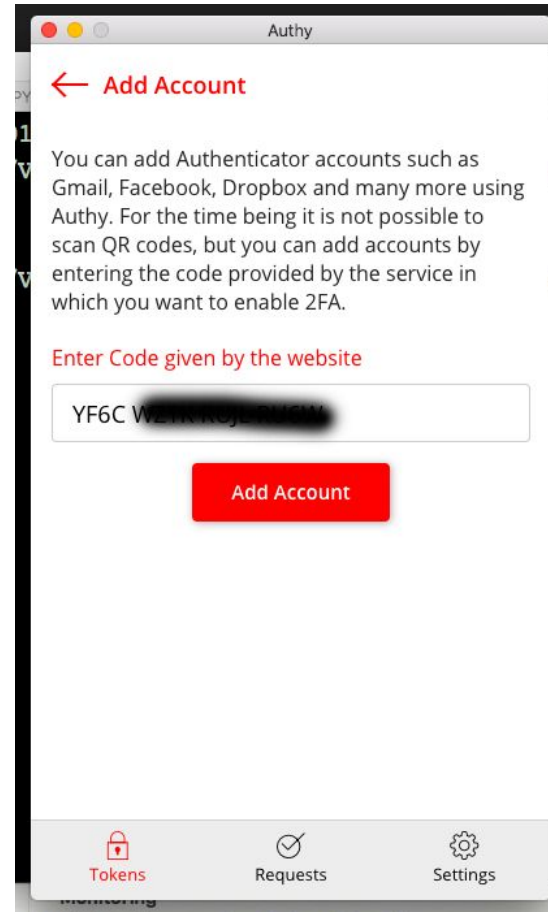 Authy
← Add Account
You can add Authenticator accounts such as
Gmail, Facebook, Dropbox and many more using
Authy. For the time being it is not possible to
scan QR codes, but you can add accounts by
entering the code provided by the service in
which you want to enable 2FA.
Enter Code given by the website
YF6C
Add Account
Tokens
Requests
Settings
Monitoring